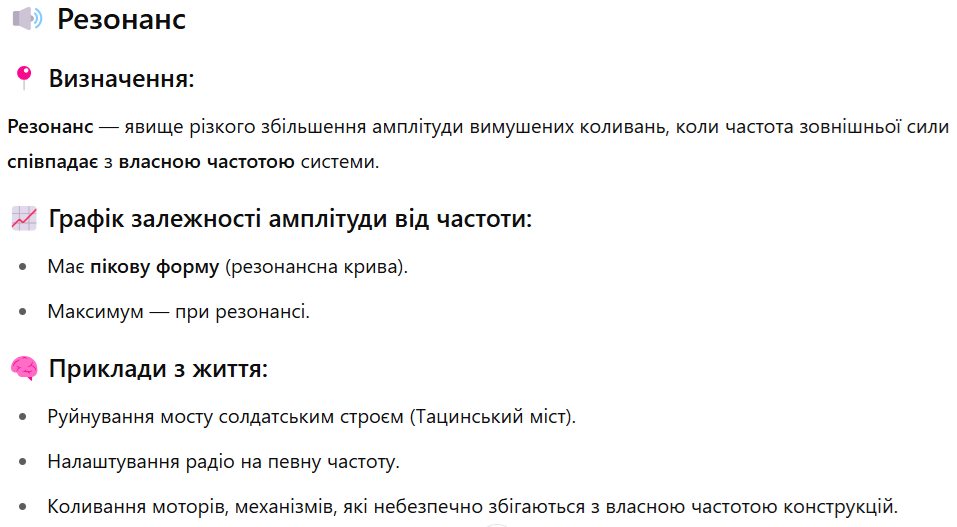 Резонанс
Визначення:
Резонанс — явище різкого збільшення амплітуди вимушених коливань, коли частота зовнішньої сили
співпадає з власною частотою системи.
Графік залежності амплітуди від частоти:
• Має пікову форму (резонансна крива).
• Максимум — при резонансі.
Приклади з життя:
• Руйнування мосту солдатським строєм (Тацинський міст).
• Налаштування радіо на певну частоту.
• Коливання моторів, механізмів, які небезпечно збігаються з власною частотою конструкцій.